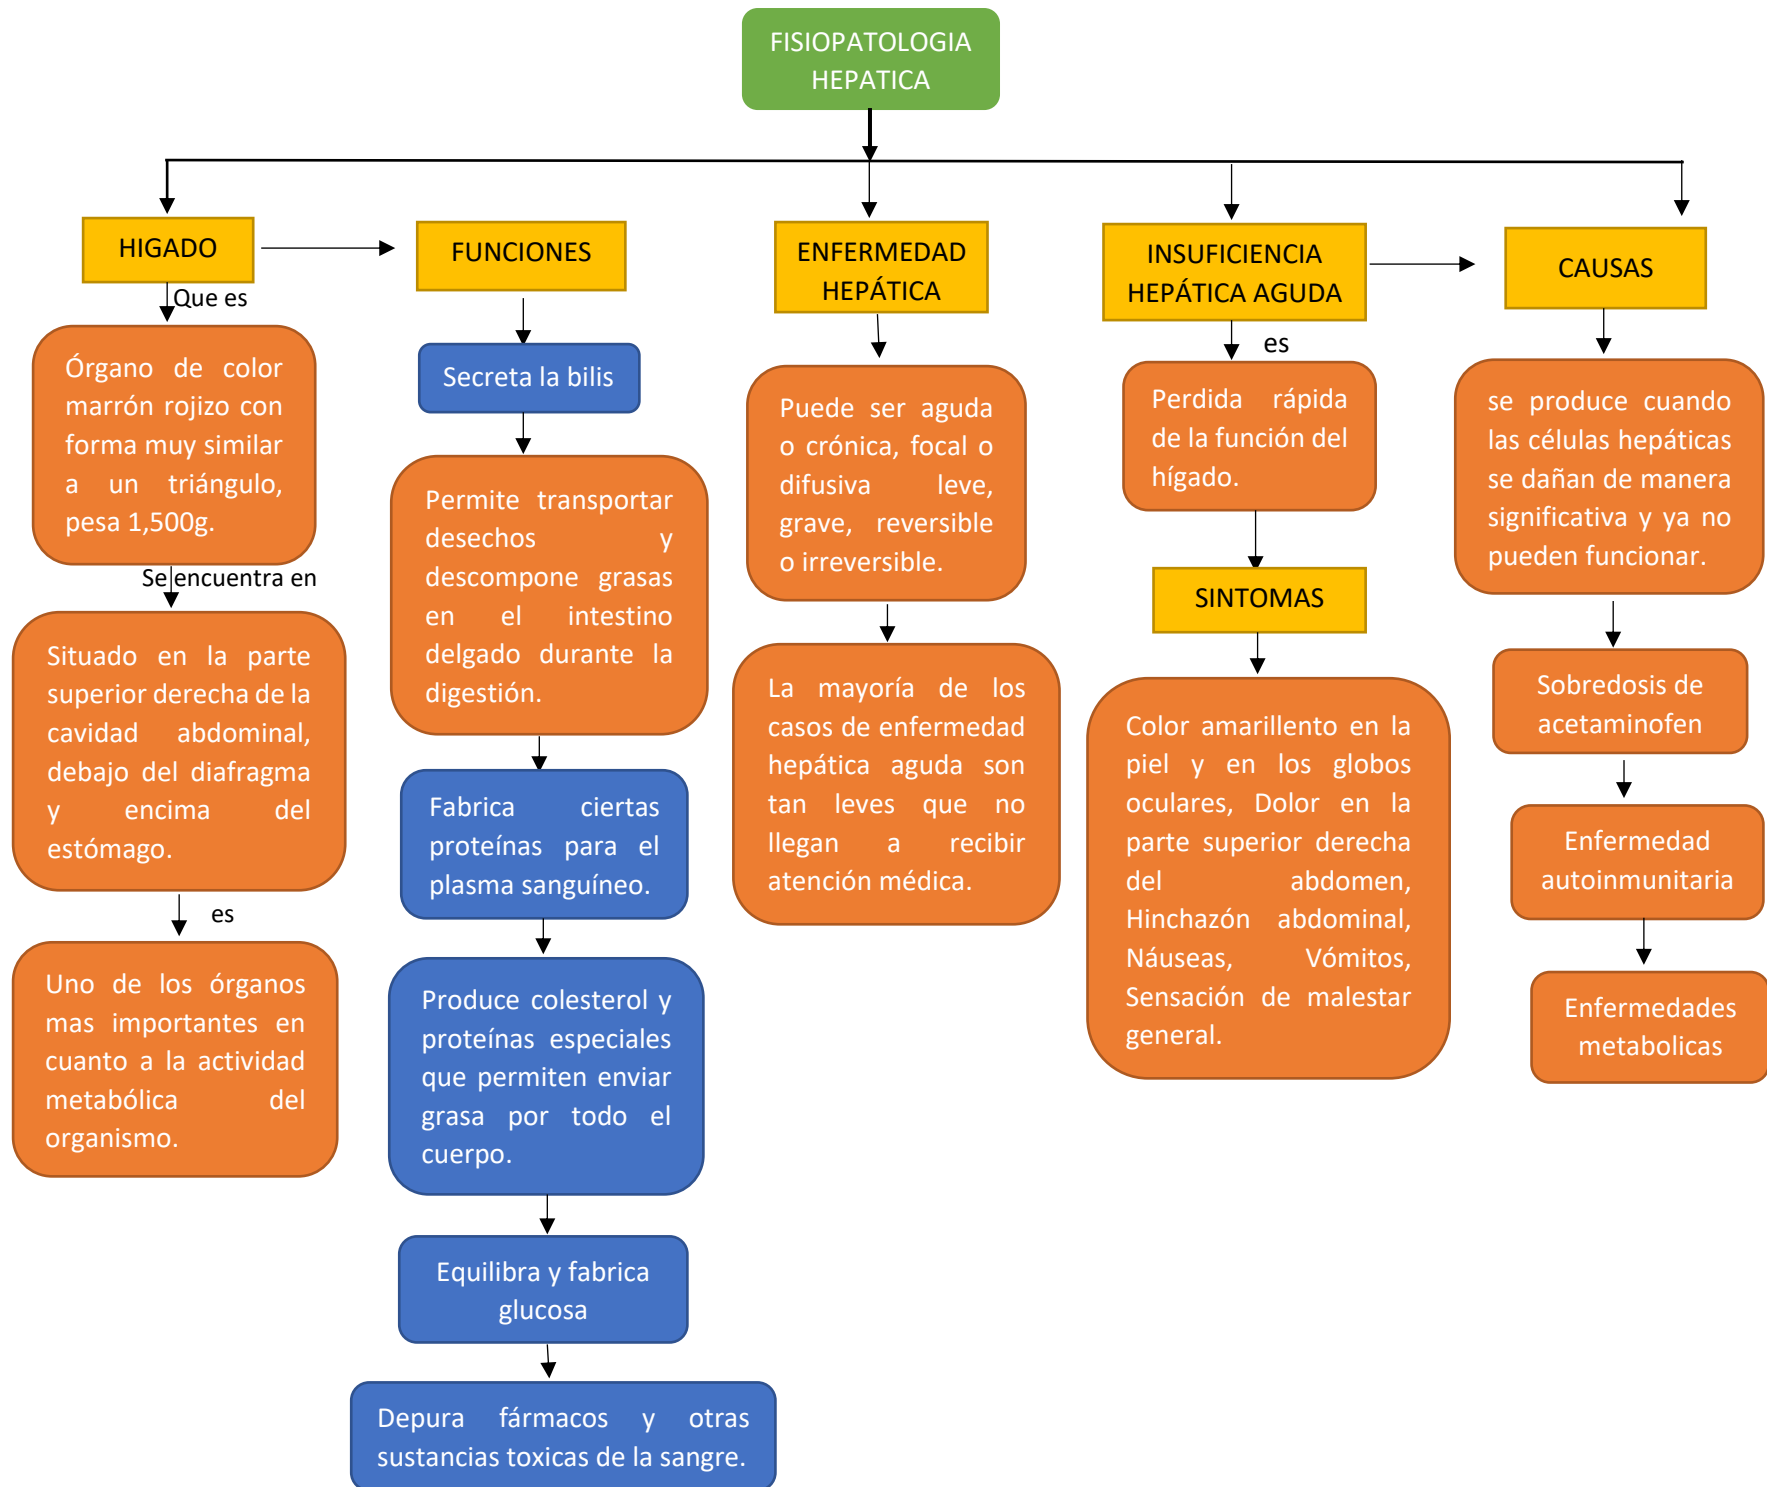 FISIOPATOLOGIA
HEPATICA
HIGADO
Que es
Órgano de color
marrón rojizo con
forma muy similar
a un triángulo,
pesa 1,500g.
Se encuentra en
Situado en la parte
superior derecha de la
cavidad abdominal,
debajo del diafragma
y encima del
estómago.
es
Uno de los órganos
mas importantes en
cuanto a la actividad
metabólica del
organismo.
FUNCIONES
Secreta la bilis
Permite transportar
desechos y
descompone grasas
en el intestino
delgado durante la
digestión.
Fabrica ciertas
proteínas para el
plasma sanguíneo.
Produce colesterol y
proteínas especiales
que permiten enviar
grasa por todo el
cuerpo.
Equilibra y fabrica
glucosa
Depura fármacos y otras
sustancias toxicas de la sangre.
ENFERMEDAD
HEPÁTICA
Puede ser aguda
o crónica, focal o
difusiva leve,
grave, reversible
o irreversible.
La mayoría de los
casos de enfermedad
hepática aguda son
tan leves que no
llegan a recibir
atención médica.
INSUFICIENCIA
HEPÁTICA AGUDA
es
Perdida rápida
de la función del
hígado.
SINTOMAS
Color amarillento en la
piel y en los globos
oculares, Dolor en la
parte superior derecha
del abdomen,
Hinchazón abdominal,
Náuseas, Vómitos,
Sensación de malestar
general.
CAUSAS
se produce cuando
las células hepáticas
se dañan de manera
significativa y ya no
pueden funcionar.
Sobredosis de
acetaminofen
Enfermedad
autoinmunitaria
Enfermedades
metabolicas